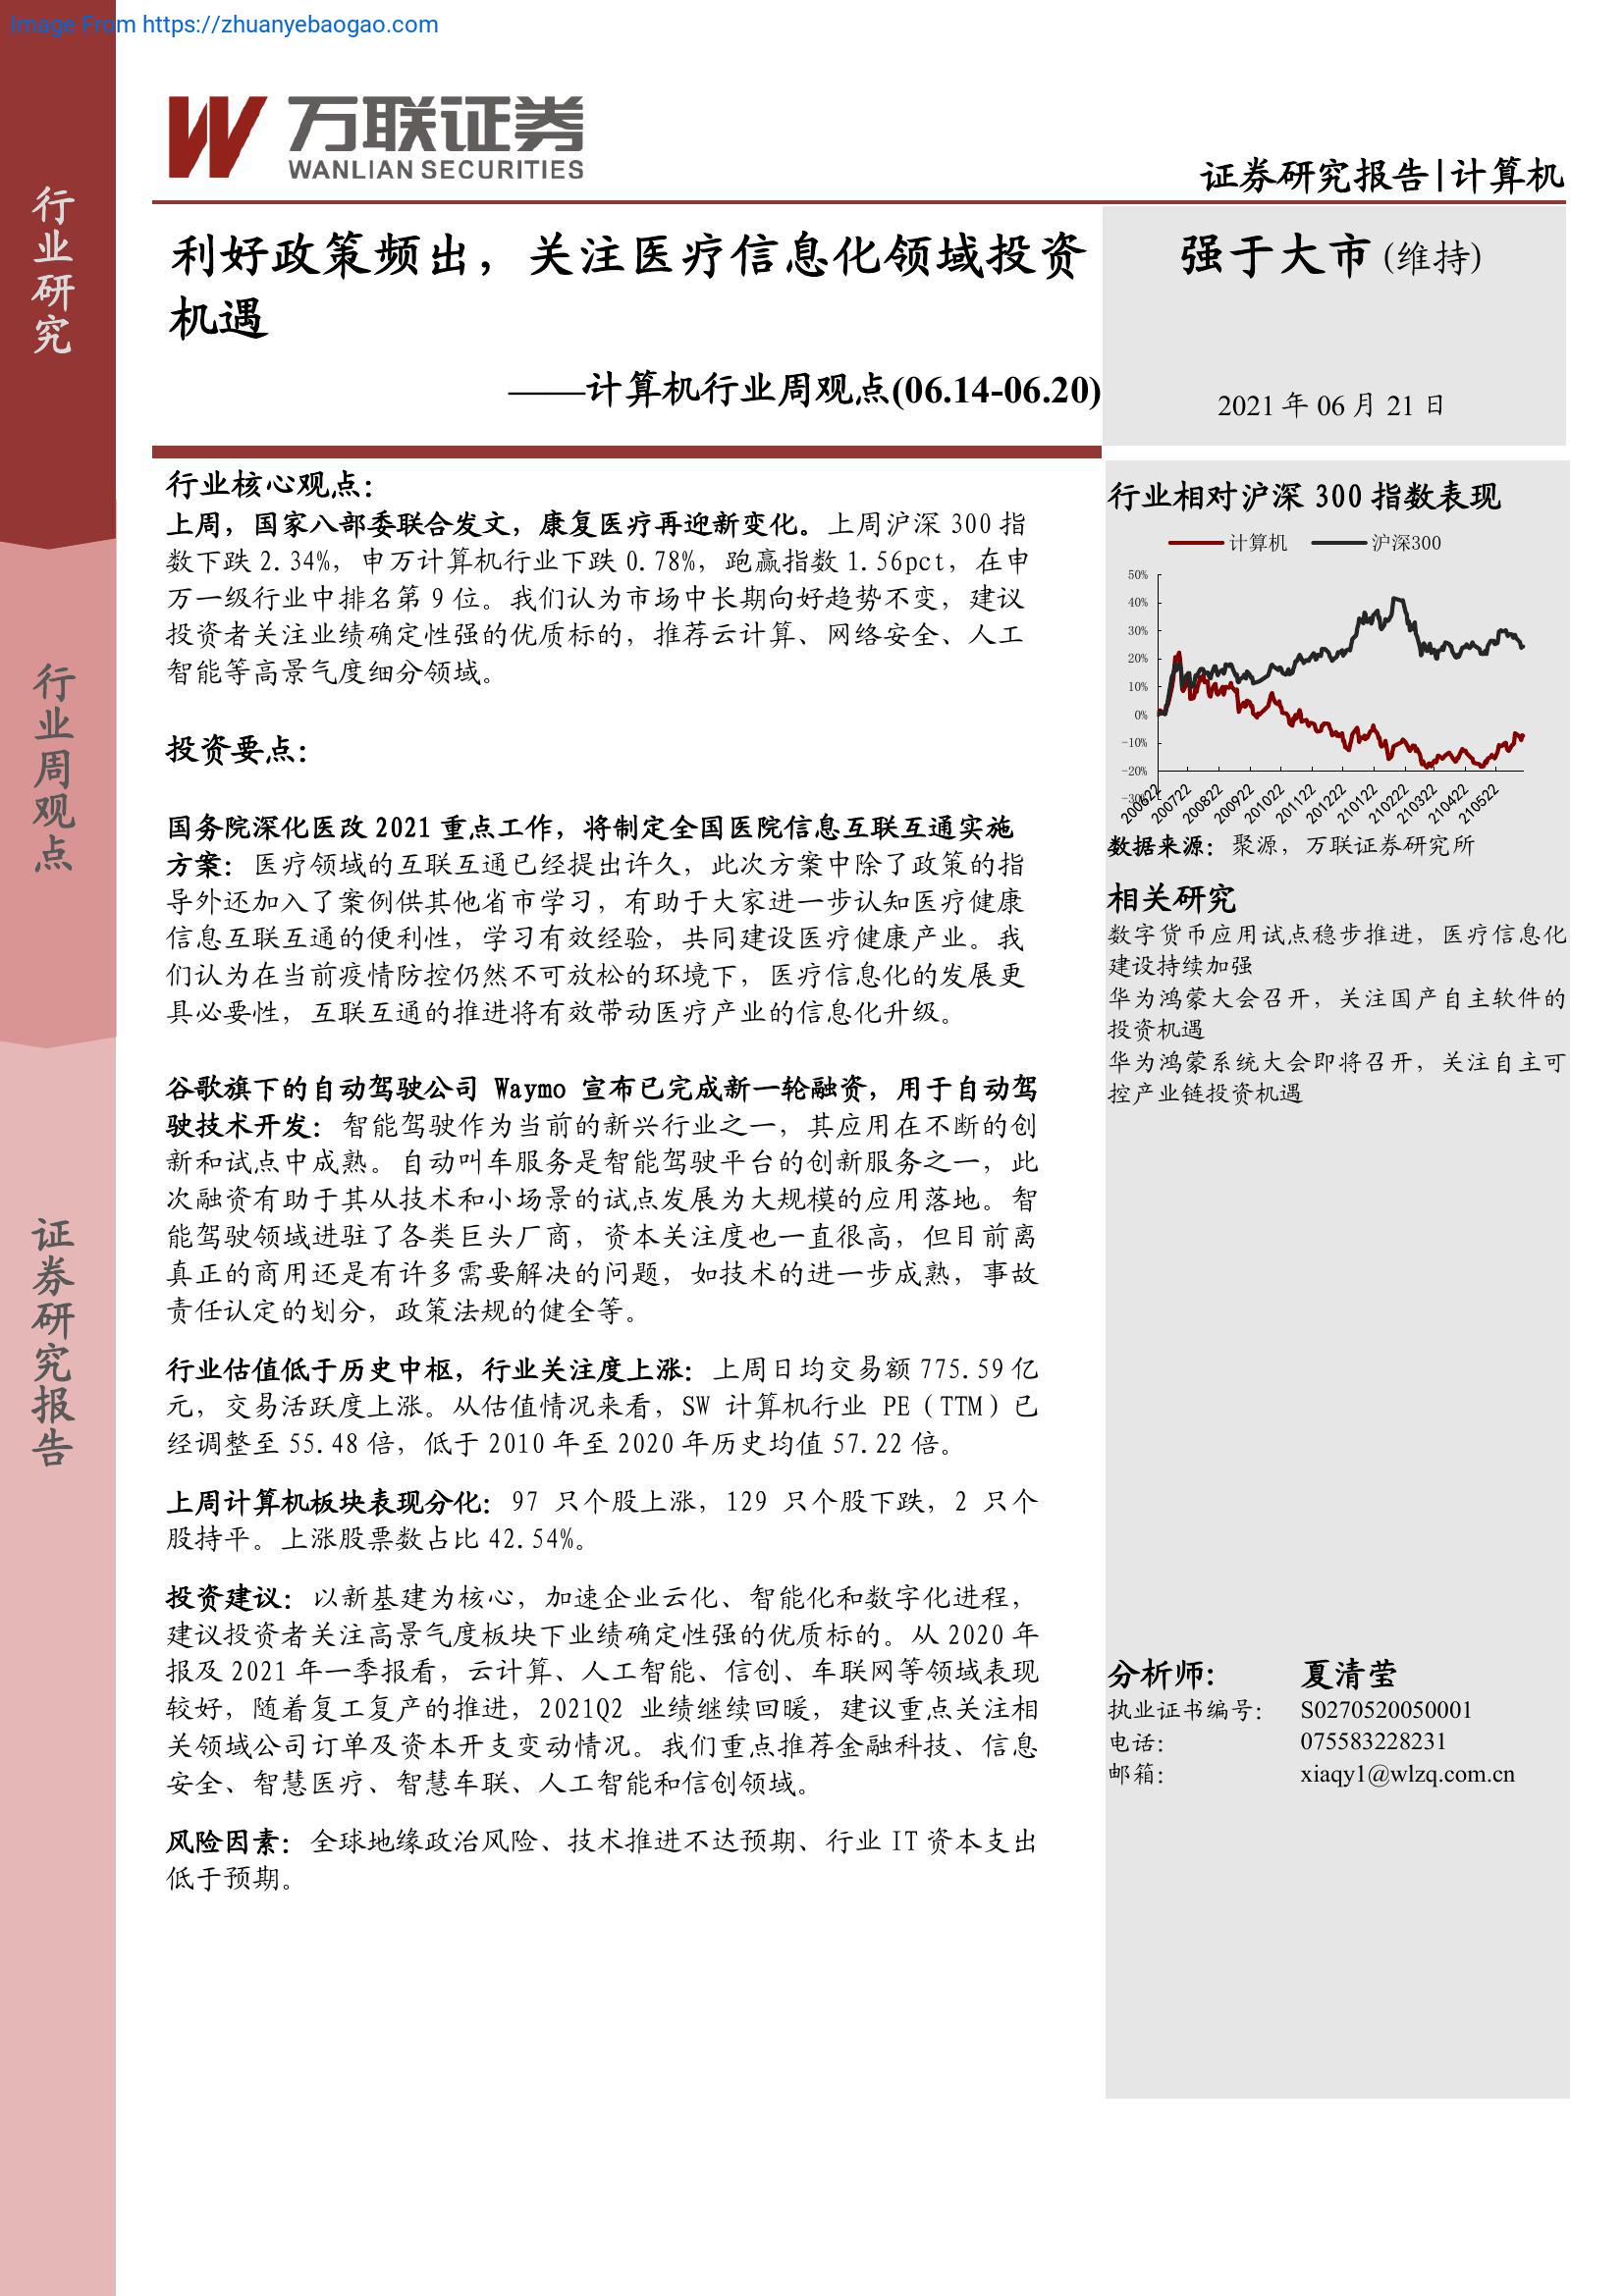 Image From https://zhuanyebaogao.com
万联证券
WANLIAN SECURITIES
证券研究报告|计算机
行业研究
行业周观点
证券研究报告
利好政策频出，关注医疗信息化领域投资
机遇
——计算机行业周观点(06.14-06.20)
强于大市(维持)
2021年06月21日
行业核心观点：
上周，国家八部委联合发文，康复医疗再迎新变化。上周沪深300指
数下跌2.34%，申万计算机行业下跌0.78%，跑赢指数1.56pct，在申
万一级行业中排名第9位。我们认为市场中长期向好趋势不变，建议
投资者关注业绩确定性强的优质标的，推荐云计算、网络安全、人工
智能等高景气度细分领域。
投资要点：
国务院深化医改2021重点工作，将制定全国医院信息互联互通实施
方案：医疗领域的互联互通已经提出许久，此次方案中除了政策的指
导外还加入了案例供其他省市学习，有助于大家进一步认知医疗健康
信息互联互通的便利性，学习有效经验，共同建设医疗健康产业。我
们认为在当前疫情防控仍然不可放松的环境下，医疗信息化的发展更
具必要性，互联互通的推进将有效带动医疗产业的信息化升级。
谷歌旗下的自动驾驶公司 Waymo 宣布已完成新一轮融资，用于自动驾
驶技术开发：智能驾驶作为当前的新兴行业之一，其应用在不断的创
新和试点中成熟。自动叫车服务是智能驾驶平台的创新服务之一，此
次融资有助于其从技术和小场景的试点发展为大规模的应用落地。智
能驾驶领域进驻了各类巨头厂商，资本关注度也一直很高，但目前离
真正的商用还是有许多需要解决的问题，如技术的进一步成熟，事故
责任认定的划分，政策法规的健全等。
行业估值低于历史中枢，行业关注度上涨：上周日均交易额775.59亿
元，交易活跃度上涨。从估值情况来看，SW 计算机行业 PE（TTM）已
经调整至55.48倍，低于2010年至2020年历史均值57.22倍。
上周计算机板块表现分化：97 只个股上涨，129 只个股下跌，2 只个
股持平。上涨股票数占比42.54%。
投资建议：以新基建为核心，加速企业云化、智能化和数字化进程，
建议投资者关注高景气度板块下业绩确定性强的优质标的。从2020年
报及2021年一季报看，云计算、人工智能、信创、车联网等领域表现
较好，随着复工复产的推进，2021Q2 业绩继续回暖，建议重点关注相
关领域公司订单及资本开支变动情况。我们重点推荐金融科技、信息
安全、智慧医疗、智慧车联、人工智能和信创领域。
风险因素：全球地缘政治风险、技术推进不达预期、行业IT资本支出
低于预期。
行业相对沪深 300 指数表现
计算机 沪深300
50%
40%
30%
20%
10%
0%
-10%
-20%
-30%
200622 200722 200822 200922 201022 201122 201222 210122 210222 210322 210422 210522
数据来源：聚源，万联证券研究所
相关研究
数字货币应用试点稳步推进，医疗信息化
建设持续加强
华为鸿蒙大会召开，关注国产自主软件的
投资机遇
华为鸿蒙系统大会即将召开，关注自主可
控产业链投资机遇
分析师： 夏清莹
执业证书编号： S0270520050001
电话： 075583228231
邮箱： xiaqy1@wlzq.com.cn